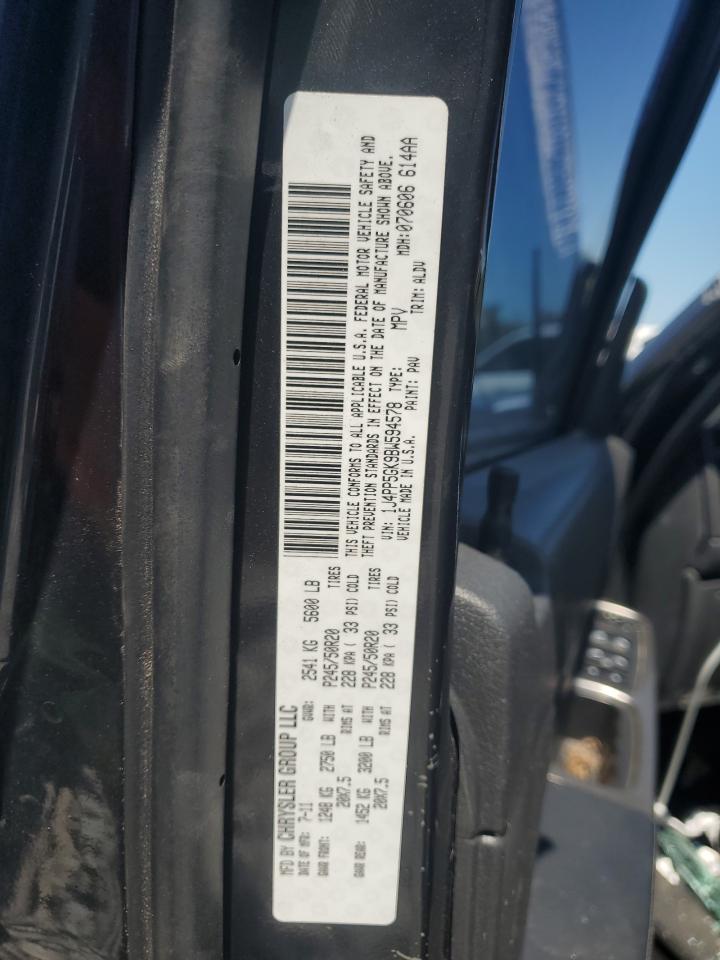 MFD BY CHRYSLER GROUP LLC
DATE OF MFR: 7-11 GVWR: 2541 KG 5600 LB
GAWR FRONT: 1248 KG 2750 LB WITH P245/50R20 TIRES
20X7.5 RIMS AT 228 KPA ( 33 PSI) COLD
GAWR REAR: 1452 KG 3200 LB WITH P245/50R20 TIRES
20X7.5 RIMS AT 228 KPA ( 33 PSI) COLD
THIS VEHICLE CONFORMS TO ALL APPLICABLE U.S.A. FEDERAL MOTOR VEHICLE SAFETY AND
THEFT PREVENTION STANDARDS IN EFFECT ON THE DATE OF MANUFACTURE SHOWN ABOVE.
VIN: 1J4PP5GK9BW594578 TYPE: MPV MDH:070606 614AA
VEHICLE MADE IN U.S.A. PAINT: PAV TRIM: ALDV